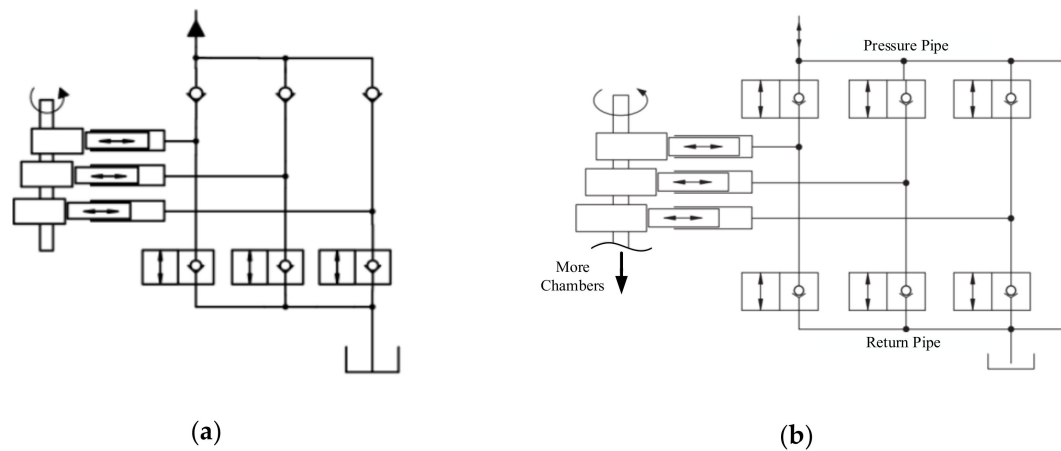 Pressure Pipe
More
Chambers
Return Pipe
(a)
(b)